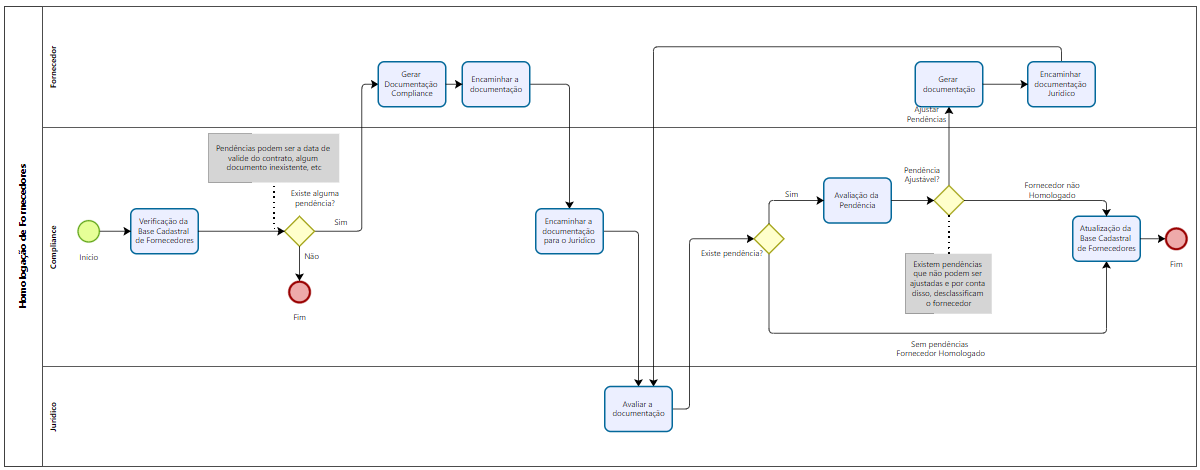 Homologação de Fornecedores
Fornecedor
Gerar
Documentação
Compliance
Encaminhar a
documentação
Gerar
documentação
Encaminhar
documentação
Jurídico
Ajustar
Pendências
Compliance
Pendências podem ser a data de
valide do contrato, algum
documento inexistente, etc
Existe alguma
pendência?
Sim
Não
Inicio
Verificação da
Base Cadastral
de Fornecedores
Fim
Encaminhar a
documentação
para o Jurídico
Existe pendência?
Sim
Avaliação da
Pendência
Pendência
Ajustável?
Fornecedor não
Homologado
Atualização da
Base Cadastral
de Fornecedores
Fim
Existem pendências
que não podem ser
ajustadas e por conta
disso, desclassificam
o fornecedor
Sem pendências
Fornecedor Homologado
Jurídico
Avaliar a
documentação